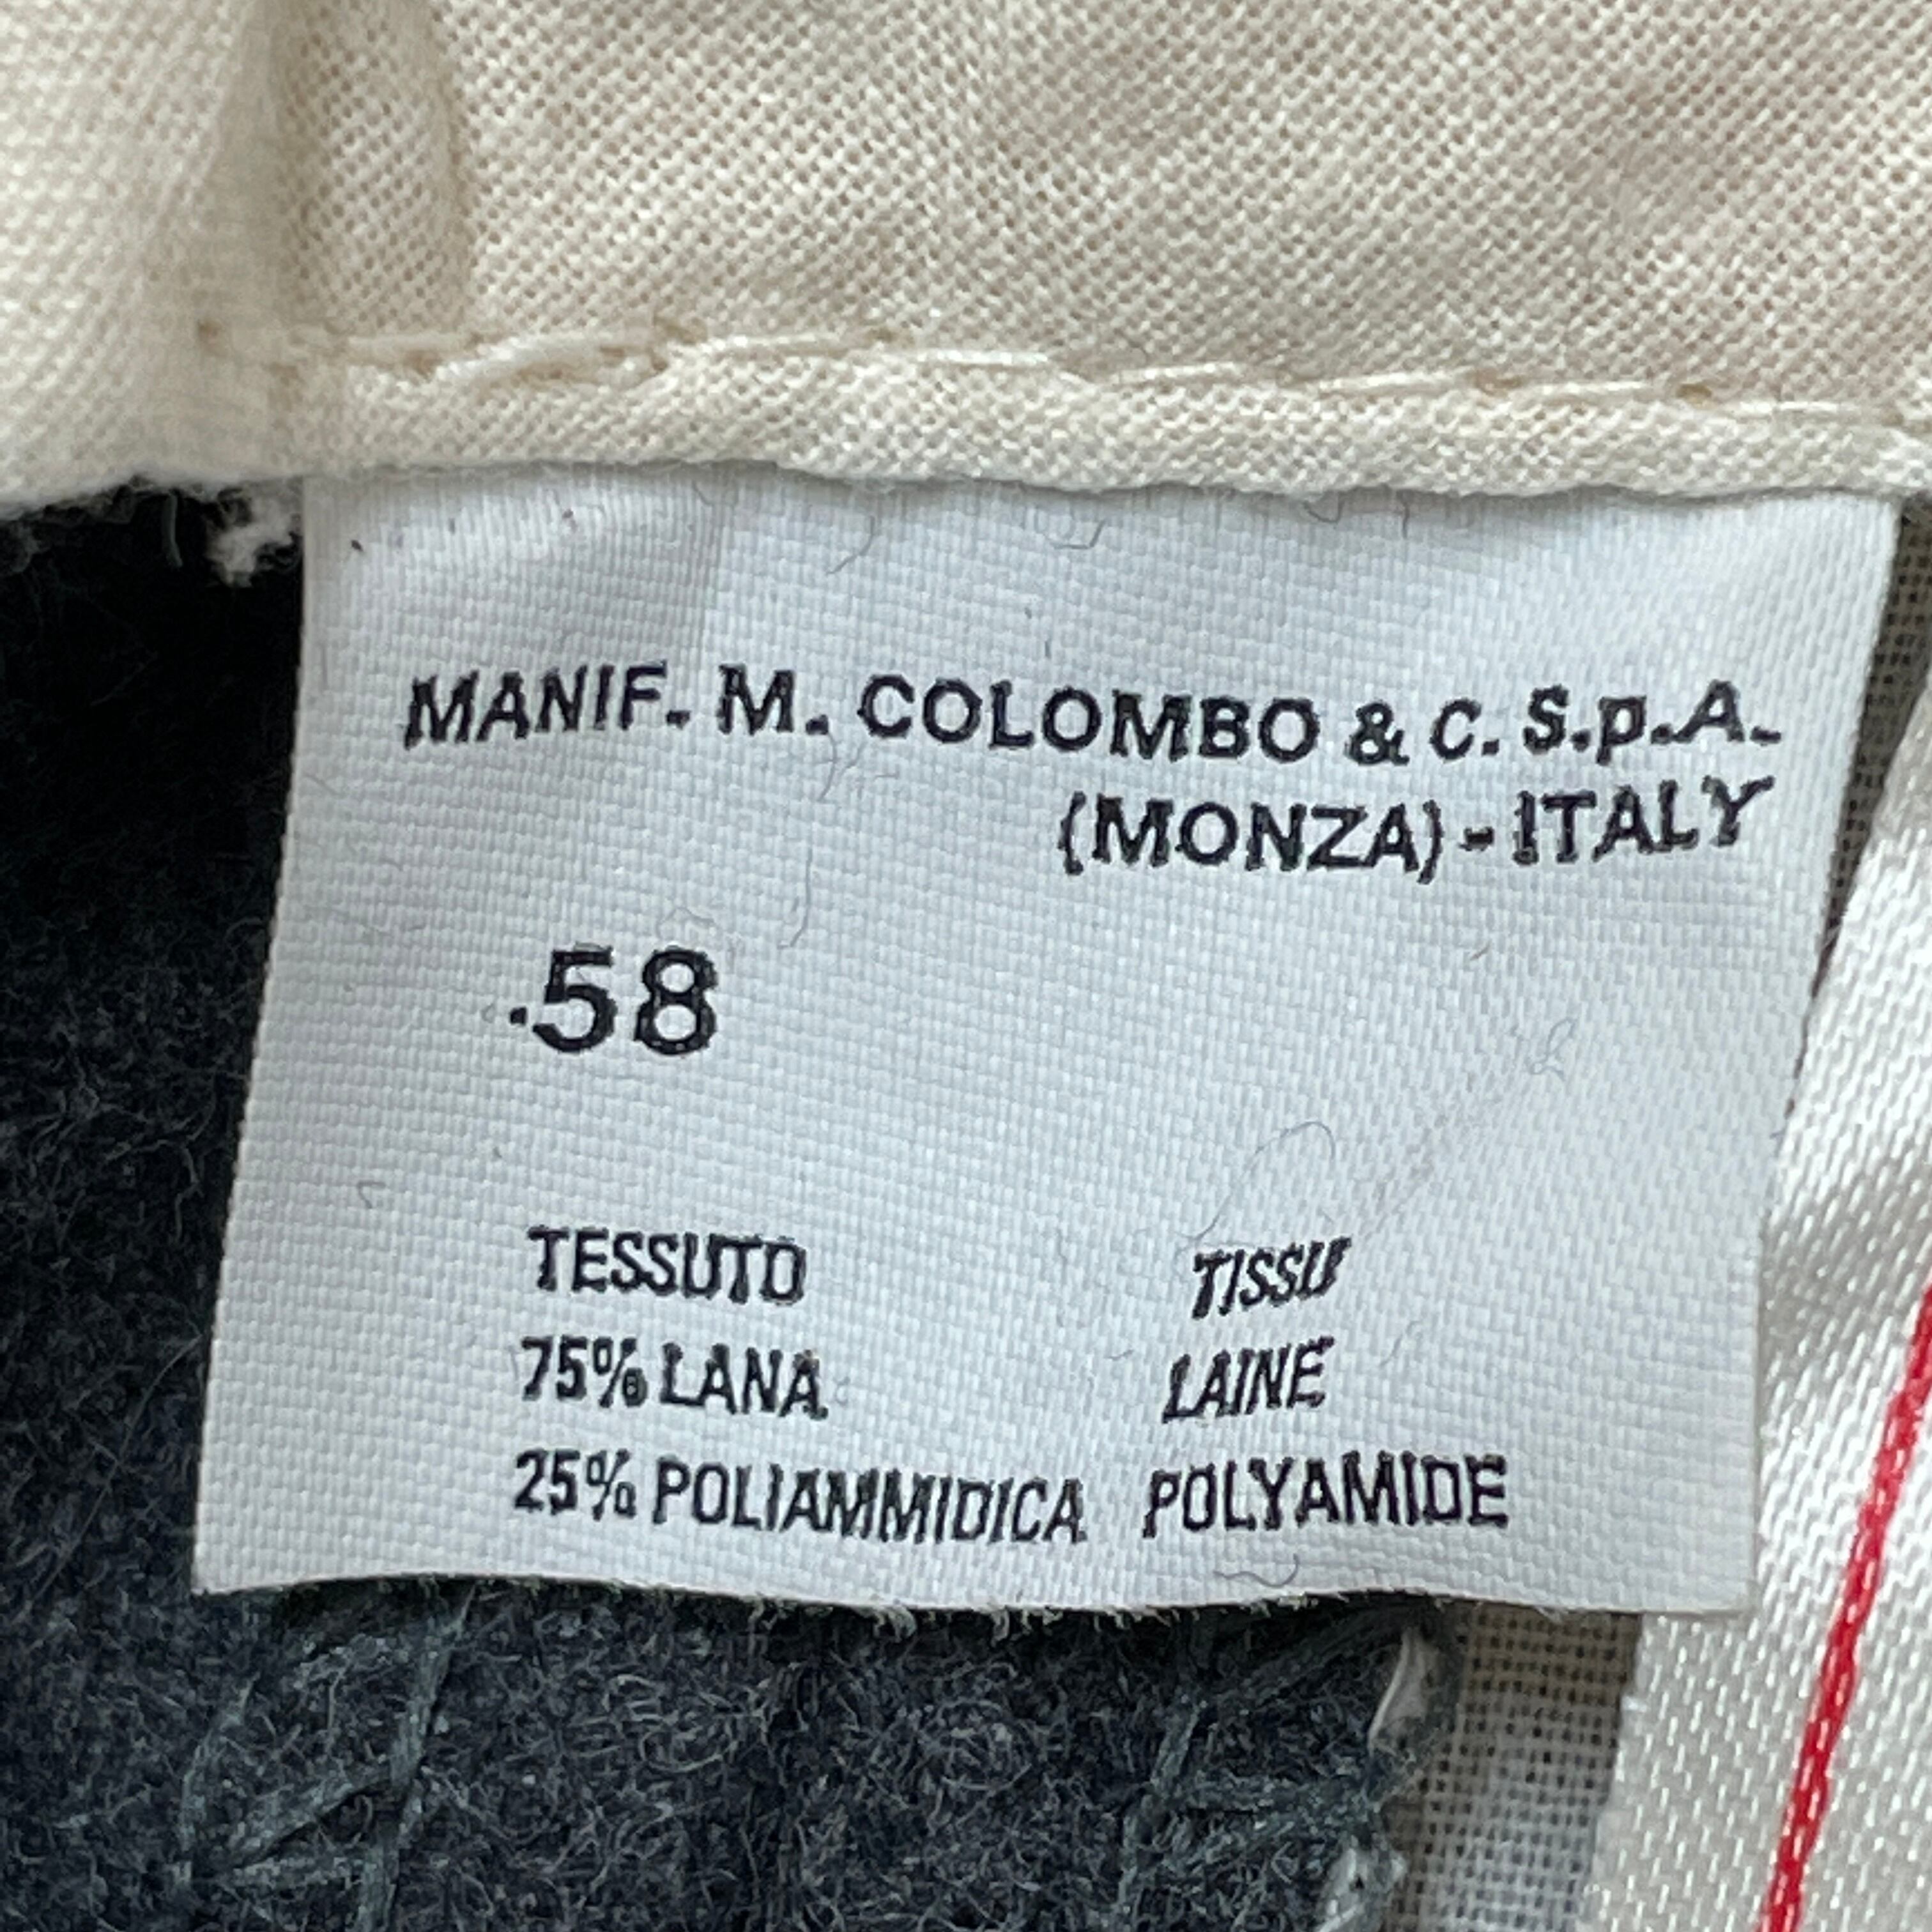 MANIF. M. COLOMBO & C. S.p.A.
(MONZA) - ITALY
.58
TESSUTO TISSU
75% LANA LAINE
25% POLIAMMIDICA POLYAMIDE